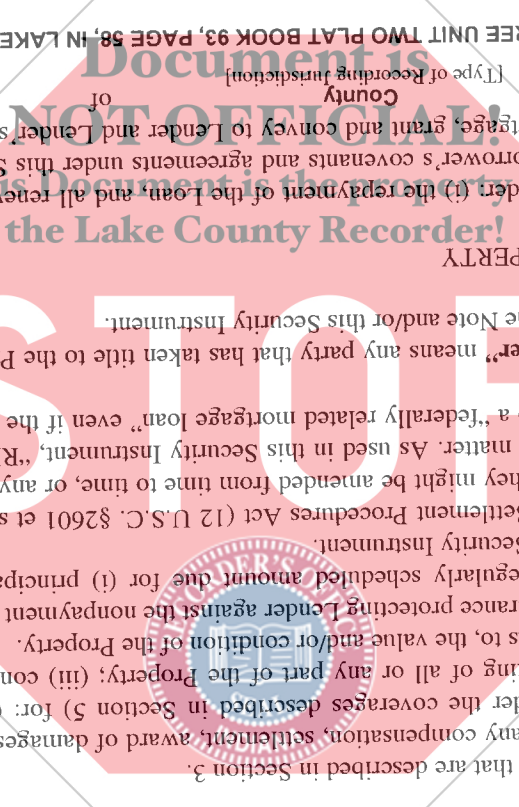 Document is
NOT OFFICIAL!
is Document is the property
the Lake County Recorder!
STOP
that are described in Section 3.
any compensation, settlement, award of damages
der the coverages described in Section 5) for: (
ing of all or any part of the Property; (iii) con
s to, the value and/or condition of the Property.
rance protecting Lender against the nonpayment
egularly scheduled amount due for (i) principa
Security Instrument.
Settlement Procedures Act (12 U.S.C. §2601 et s
hey might be amended from time to time, or any
matter. As used in this Security Instrument, “R
a “federally related mortgage loan” even if the
er” means any party that has taken title to the P
e Note and/or this Security Instrument.
PERTY
der: (i) the repayment of the Loan, and all renew
orrower’s covenants and agreements under this S
tgage, grant and convey to Lender and Lender’s
County of
[Type of Recording Jurisdiction]
REE UNIT TWO PLAT BOOK 93, PAGE 58, IN LAKE